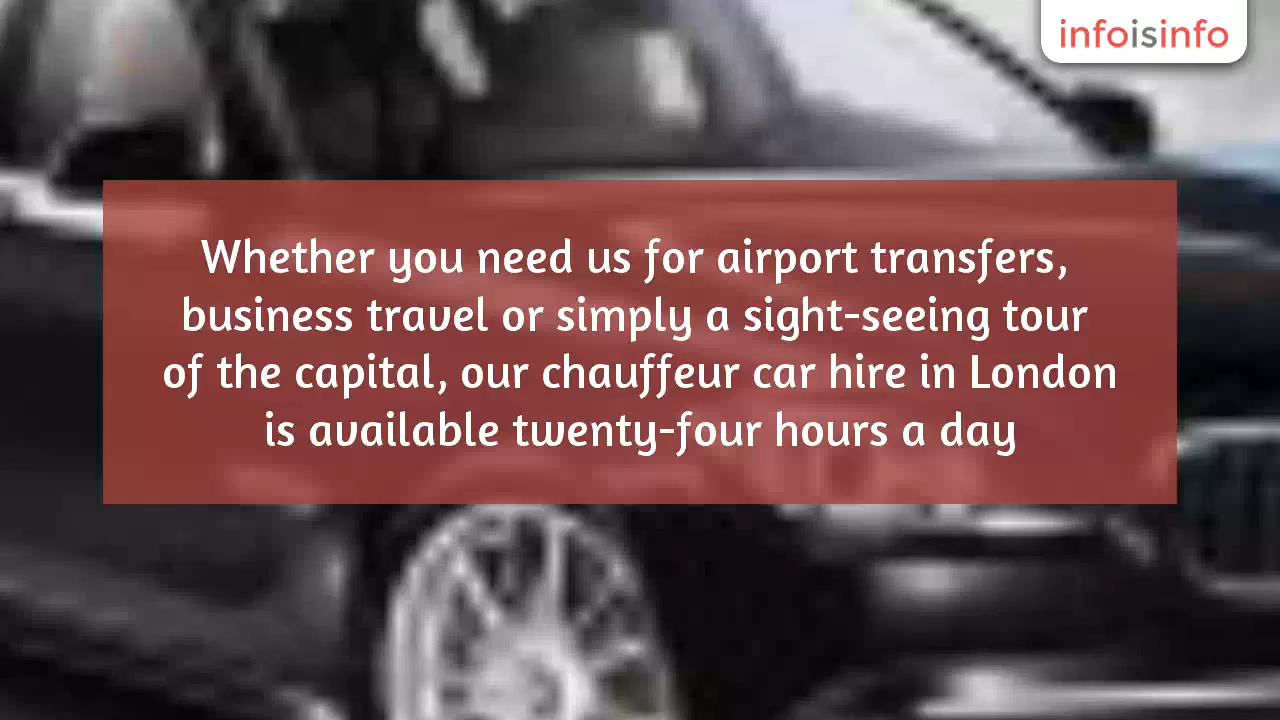 infoisinfo
Whether you need us for airport transfers,
business travel or simply a sight-seeing tour
of the capital, our chauffeur car hire in London
is available twenty-four hours a day